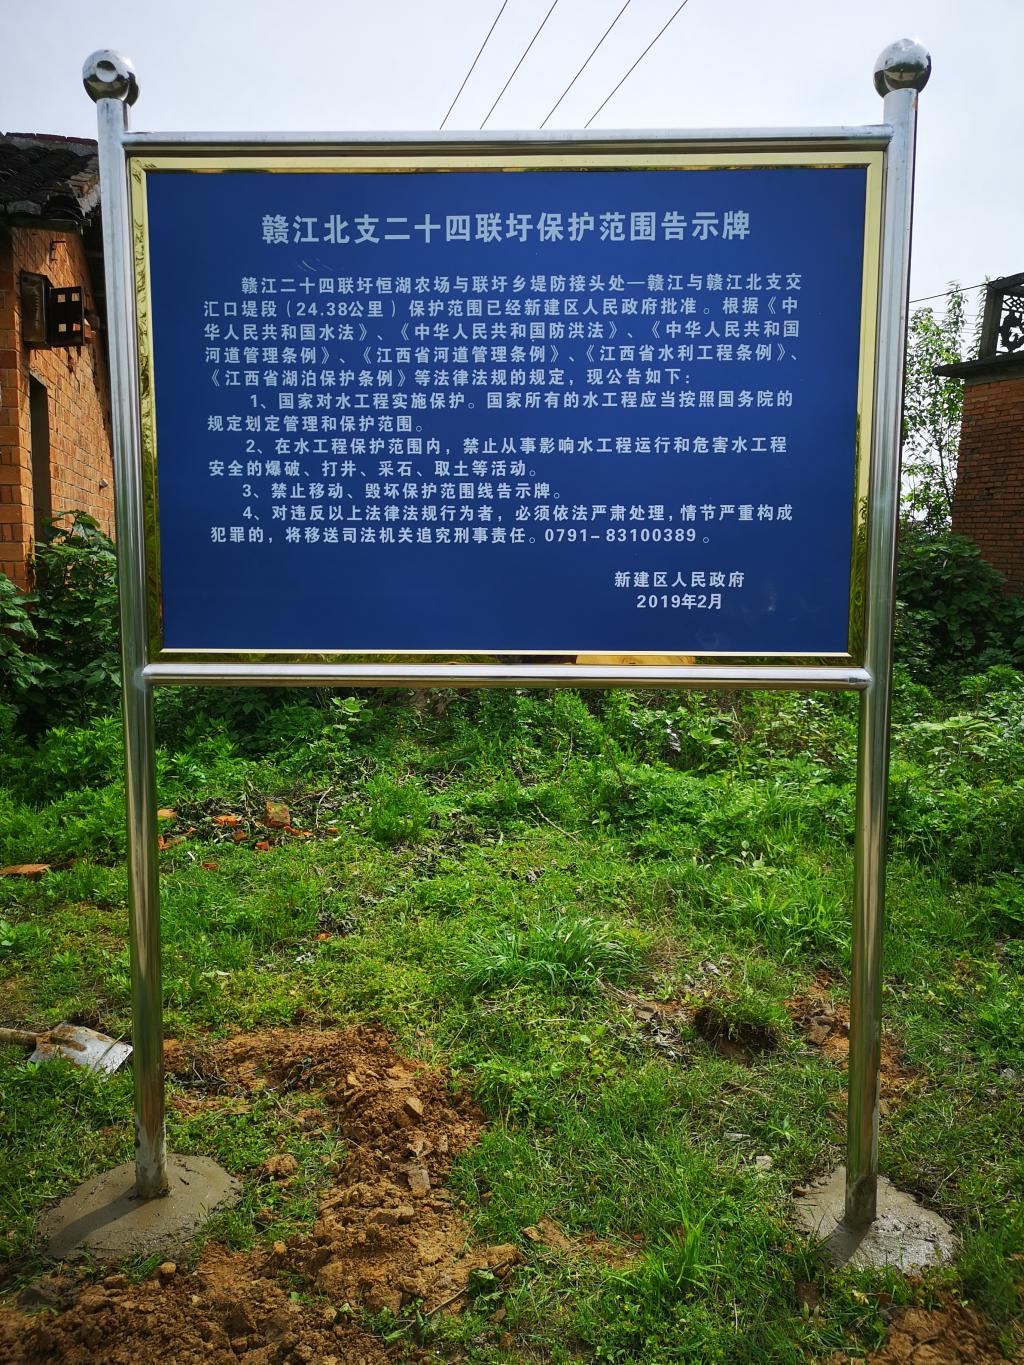 赣江北支二十四联圩保护范围告示牌
赣江二十四联圩恒湖农场与联圩乡堤防接头处—赣江与赣江北支交
汇口堤段（24.38公里）保护范围已经新建区人民政府批准。根据《中
华人民共和国水法》、《中华人民共和国防洪法》、《中华人民共和国
河道管理条例》、《江西省河道管理条例》、《江西省水利工程条例》、
《江西省湖泊保护条例》等法律法规的规定，现公告如下：
1、国家对水工程实施保护。国家所有的水工程应当按照国务院的
规定划定管理和保护范围。
2、在水工程保护范围内，禁止从事影响水工程运行和危害水工程
安全的爆破、打井、采石、取土等活动。
3、禁止移动、毁坏保护范围线告示牌。
4、对违反以上法律法规行为者，必须依法严肃处理，情节严重构成
犯罪的，将移送司法机关追究刑事责任。0791-83100389。
新建区人民政府
2019年2月